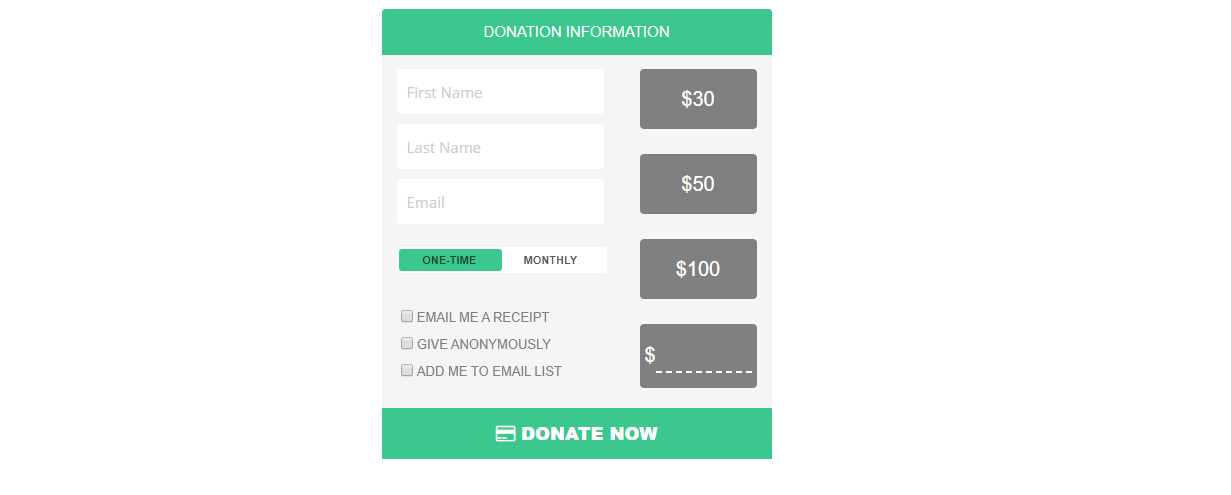 DONATION INFORMATION
First Name
Last Name
Email
ONE-TIME MONTHLY
EMAIL ME A RECEIPT
GIVE ANONYMOUSLY
ADD ME TO EMAIL LIST
$30
$50
$100
$
DONATE NOW